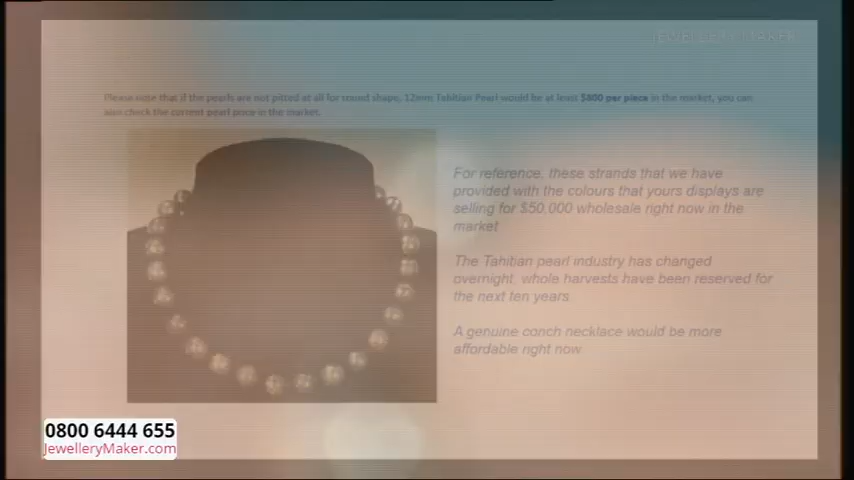 JEWELLERY MAKER
Please note that if the pearls are not pitted at all for round shape, 12mm Tahitian Pearl would be at least $800 per piece in the market, you can
also check the current pearl price in the market.
For reference, these strands that we have
provided with the colours that yours displays are
selling for $50,000 wholesale right now in the
market
The Tahitian pearl industry has changed
overnight, whole harvests have been reserved for
the next ten years.
A genuine conch necklace would be more
affordable right now
0800 6444 655
JewelleryMaker.com